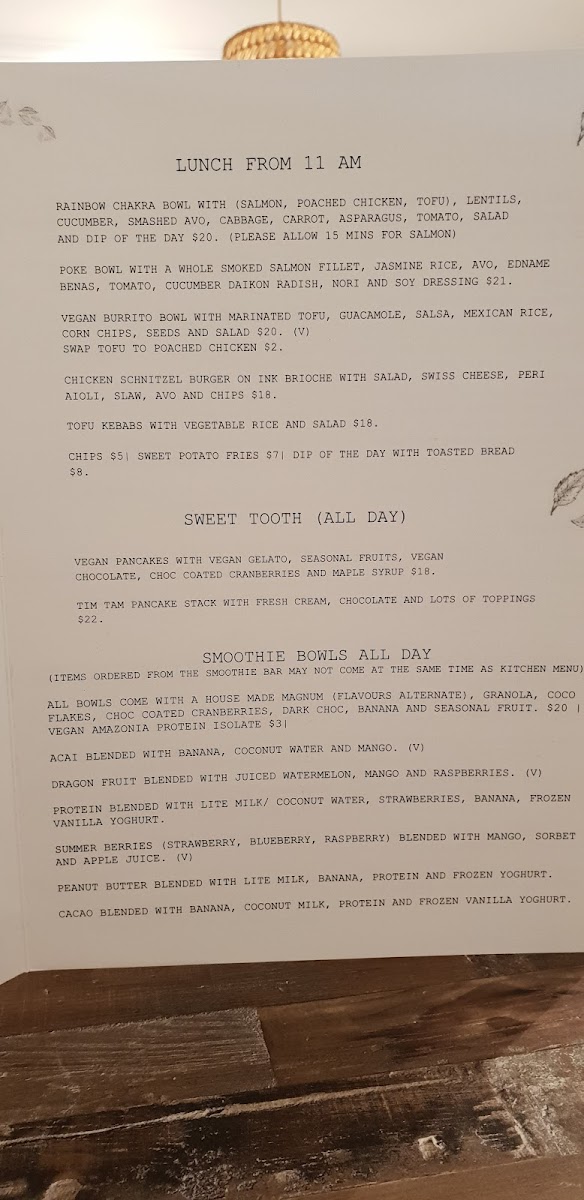 LUNCH FROM 11 AM
RAINBOW CHAKRA BOWL WITH (SALMON, POACHED CHICKEN, TOFU), LENTILS,
CUCUMBER, SMASHED AVO, CABBAGE, CARROT, ASPARAGUS, TOMATO, SALAD
AND DIP OF THE DAY $20. (PLEASE ALLOW 15 MINS FOR SALMON)
POKE BOWL WITH A WHOLE SMOKED SALMON FILLET, JASMINE RICE, AVO, EDNAME
BENAS, TOMATO, CUCUMBER DAIKON RADISH, NORI AND SOY DRESSING $21.
VEGAN BURRITO BOWL WITH MARINATED TOFU, GUACAMOLE, SALSA, MEXICAN RICE,
CORN CHIPS, SEEDS AND SALAD $20. (V)
SWAP TOFU TO POACHED CHICKEN $2.
CHICKEN SCHNITZEL BURGER ON INK BRIOCHE WITH SALAD, SWISS CHEESE, PERI
AIOLI, SLAW, AVO AND CHIPS $18.
TOFU KEBABS WITH VEGETABLE RICE AND SALAD $18.
CHIPS $5| SWEET POTATO FRIES $7| DIP OF THE DAY WITH TOASTED BREAD
$8.
SWEET TOOTH (ALL DAY)
VEGAN PANCAKES WITH VEGAN GELATO, SEASONAL FRUITS, VEGAN
CHOCOLATE, CHOC COATED CRANBERRIES AND MAPLE SYRUP $18.
TIM TAM PANCAKE STACK WITH FRESH CREAM, CHOCOLATE AND LOTS OF TOPPINGS
$22.
SMOOTHIE BOWLS ALL DAY
(ITEMS ORDERED FROM THE SMOOTHIE BAR MAY NOT COME AT THE SAME TIME AS KITCHEN MENU)
ALL BOWLS COME WITH A HOUSE MADE MAGNUM (FLAVOURS ALTERNATE), GRANOLA, COCO
FLAKES, CHOC COATED CRANBERRIES, DARK CHOC, BANANA AND SEASONAL FRUIT. $20 |
VEGAN AMAZONIA PROTEIN ISOLATE $3|
ACAI BLENDED WITH BANANA, COCONUT WATER AND MANGO. (V)
DRAGON FRUIT BLENDED WITH JUICED WATERMELON, MANGO AND RASPBERRIES. (V)
PROTEIN BLENDED WITH LITE MILK/ COCONUT WATER, STRAWBERRIES, BANANA, FROZEN
VANILLA YOGHURT.
SUMMER BERRIES (STRAWBERRY, BLUEBERRY, RASPBERRY) BLENDED WITH MANGO, SORBET
AND APPLE JUICE. (V)
PEANUT BUTTER BLENDED WITH LITE MILK, BANANA, PROTEIN AND FROZEN YOGHURT.
CACAO BLENDED WITH BANANA, COCONUT MILK, PROTEIN AND FROZEN VANILLA YOGHURT.